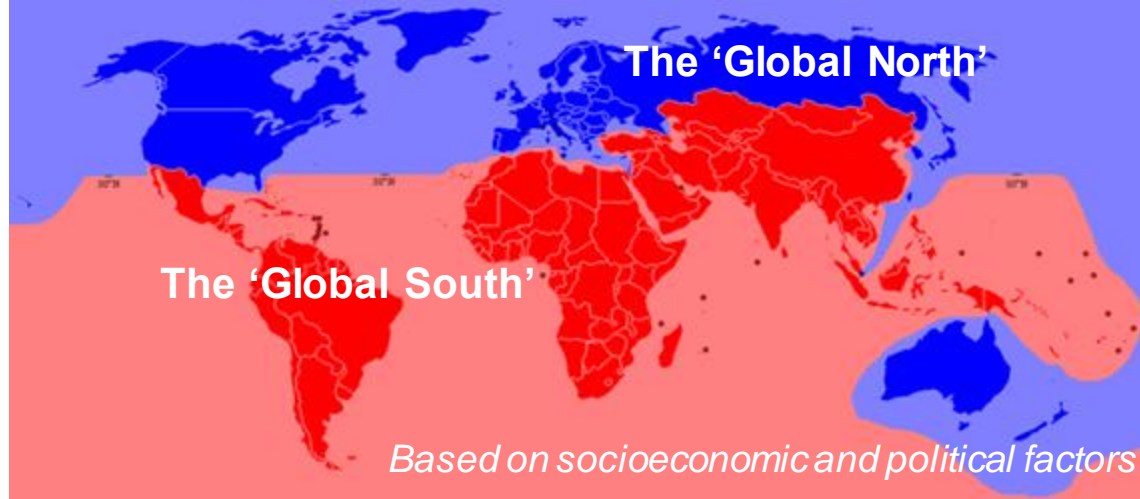 The ‘Global North’
The ‘Global South’
Based on socioeconomic and political factors